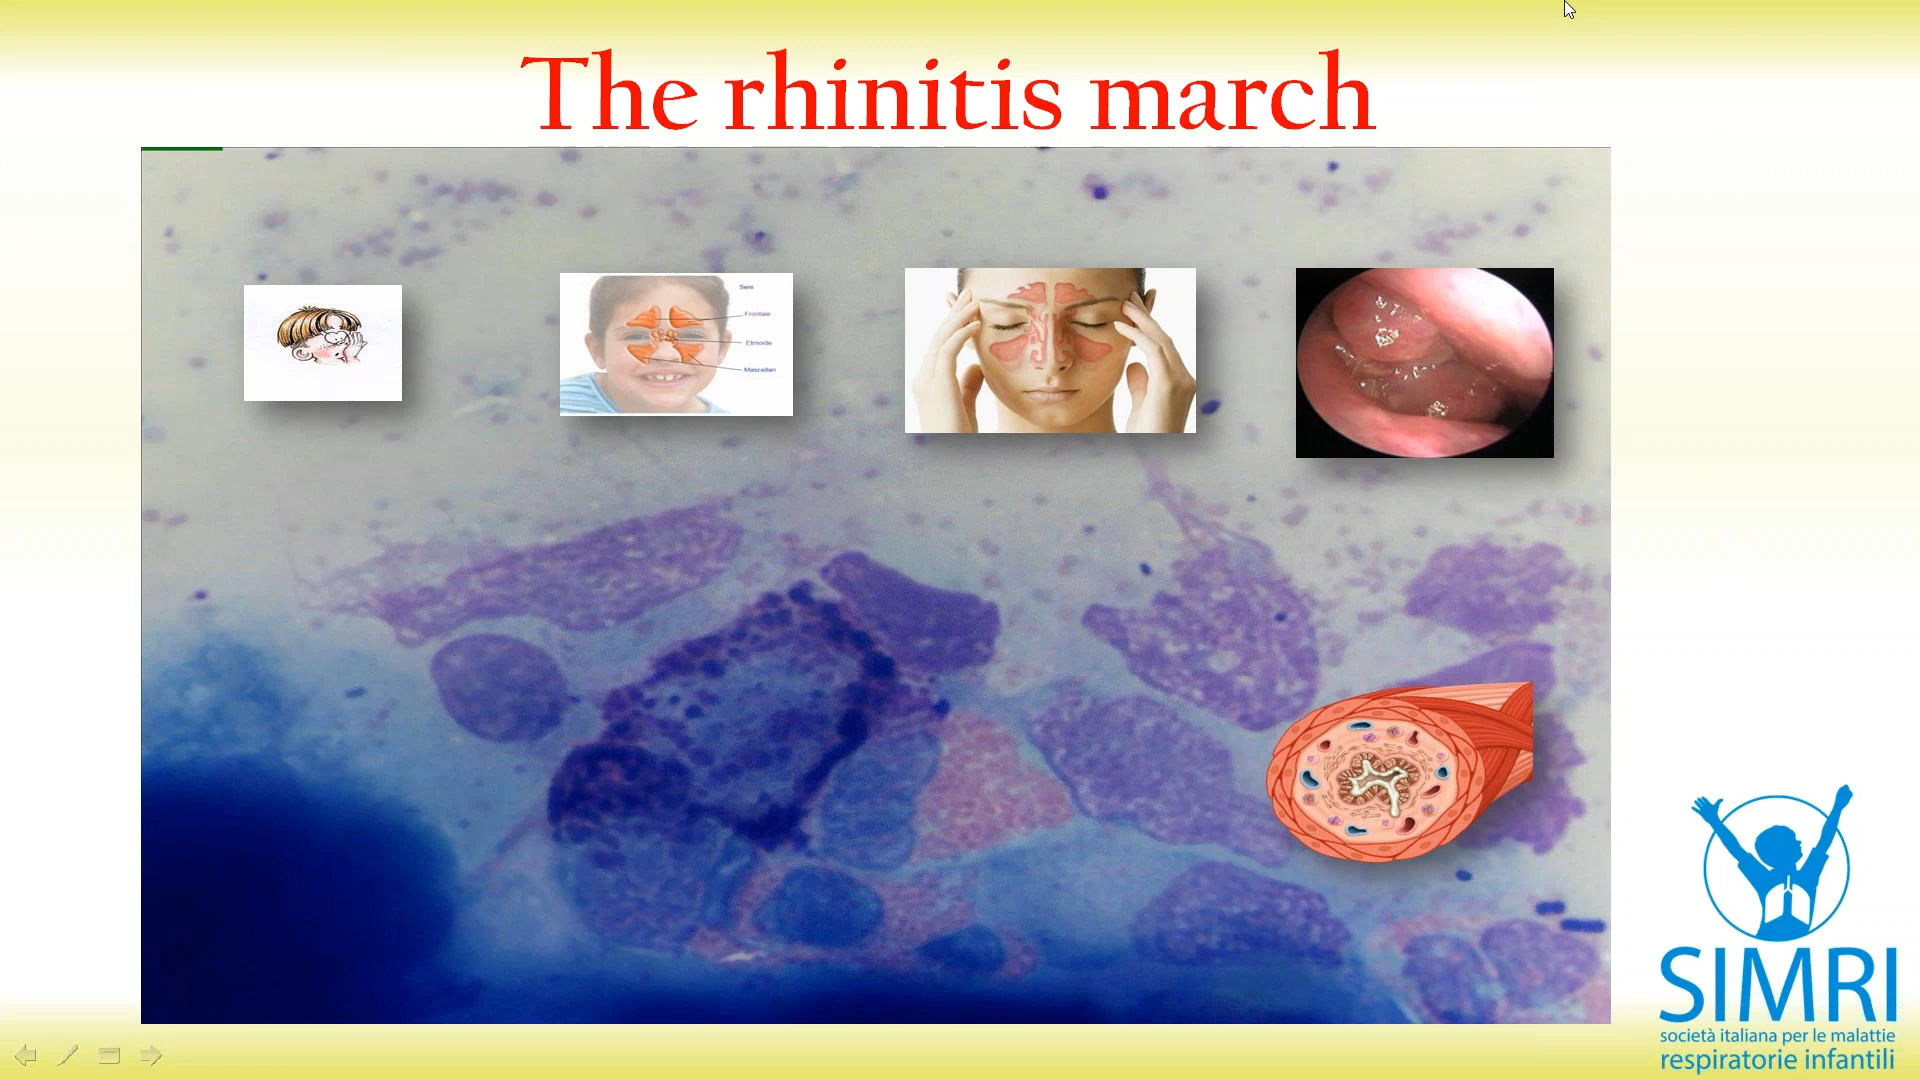 The rhinitis march
Seni
Frontale
Etmoide
Mascellari
SIMRI
società italiana per le malattie
respiratorie infantili